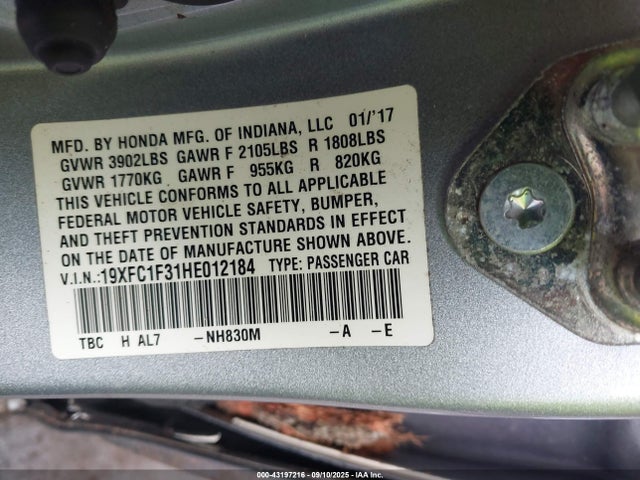 MFD. BY HONDA MFG. OF INDIANA, LLC 01/'17
GVWR 3902LBS GAWR F 2105LBS R 1808LBS
GVWR 1770KG GAWR F 955KG R 820KG
THIS VEHICLE CONFORMS TO ALL APPLICABLE
FEDERAL MOTOR VEHICLE SAFETY, BUMPER,
AND THEFT PREVENTION STANDARDS IN EFFECT
ON THE DATE OF MANUFACTURE SHOWN ABOVE.
V.I.N.:19XFC1F31HE012184 TYPE: PASSENGER CAR
TBC H AL7 -NH830M -A -E
000-43197216 - 09/10/2025 - IAAI.COM